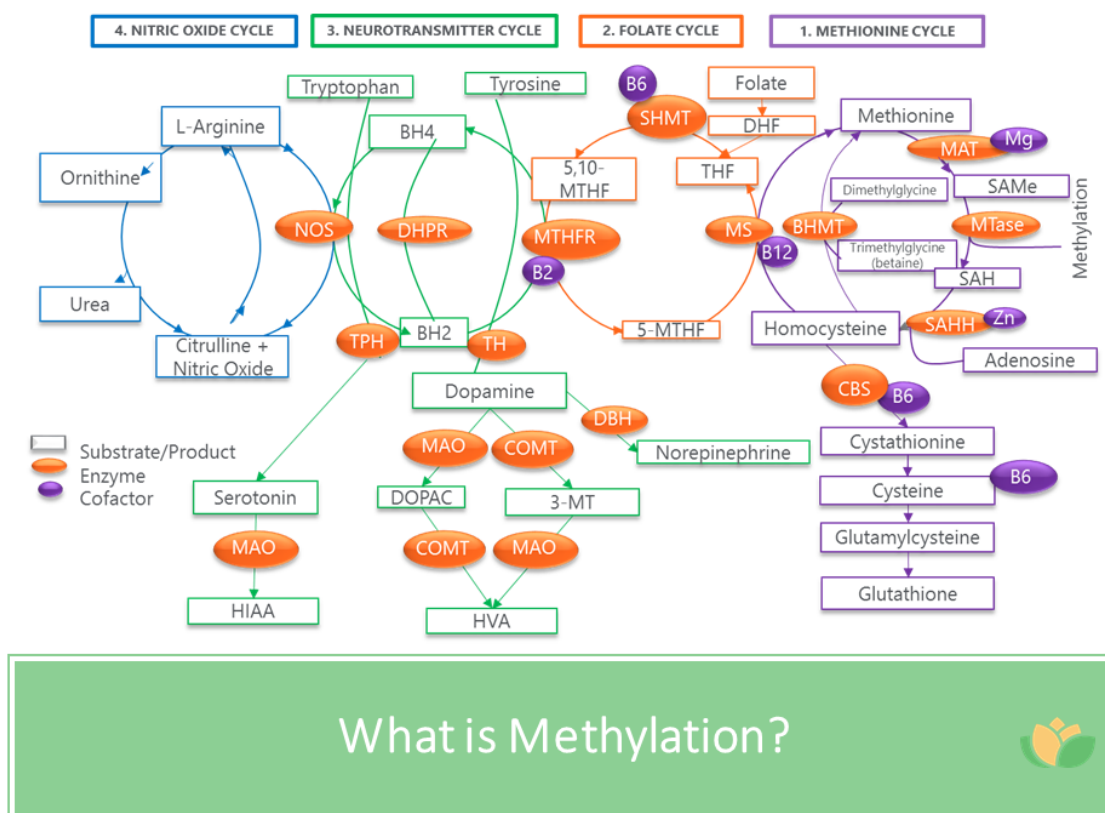 4. NITRIC OXIDE CYCLE
3. NEUROTRANSMITTER CYCLE
2. FOLATE CYCLE
1. METHIONINE CYCLE
Tryptophan
Tyrosine
B6
Folate
SHMT
L-Arginine
BH4
DHF
Methionine
Mg
MAT
Ornithine
5,10-
MTHF
THF
Dimethylglycine
SAMe
NOS
DHPR
MTHFR
MS
BHMT
MTase
Methylation
B12
Trimethylglycine
(betaine)
B2
SAH
Urea
BH2
5-MTHF
Homocysteine
SAHH
Zn
TPH
TH
Citrulline +
Nitric Oxide
Adenosine
Dopamine
CBS
B6
DBH
MAO
COMT
Cystathionine
Norepinephrine
Substrate/Product
Enzyme
Cofactor
B6
Serotonin
DOPAC
3-MT
Cysteine
MAO
COMT
MAO
Glutamylcysteine
HIAA
HVA
Glutathione
What is Methylation?